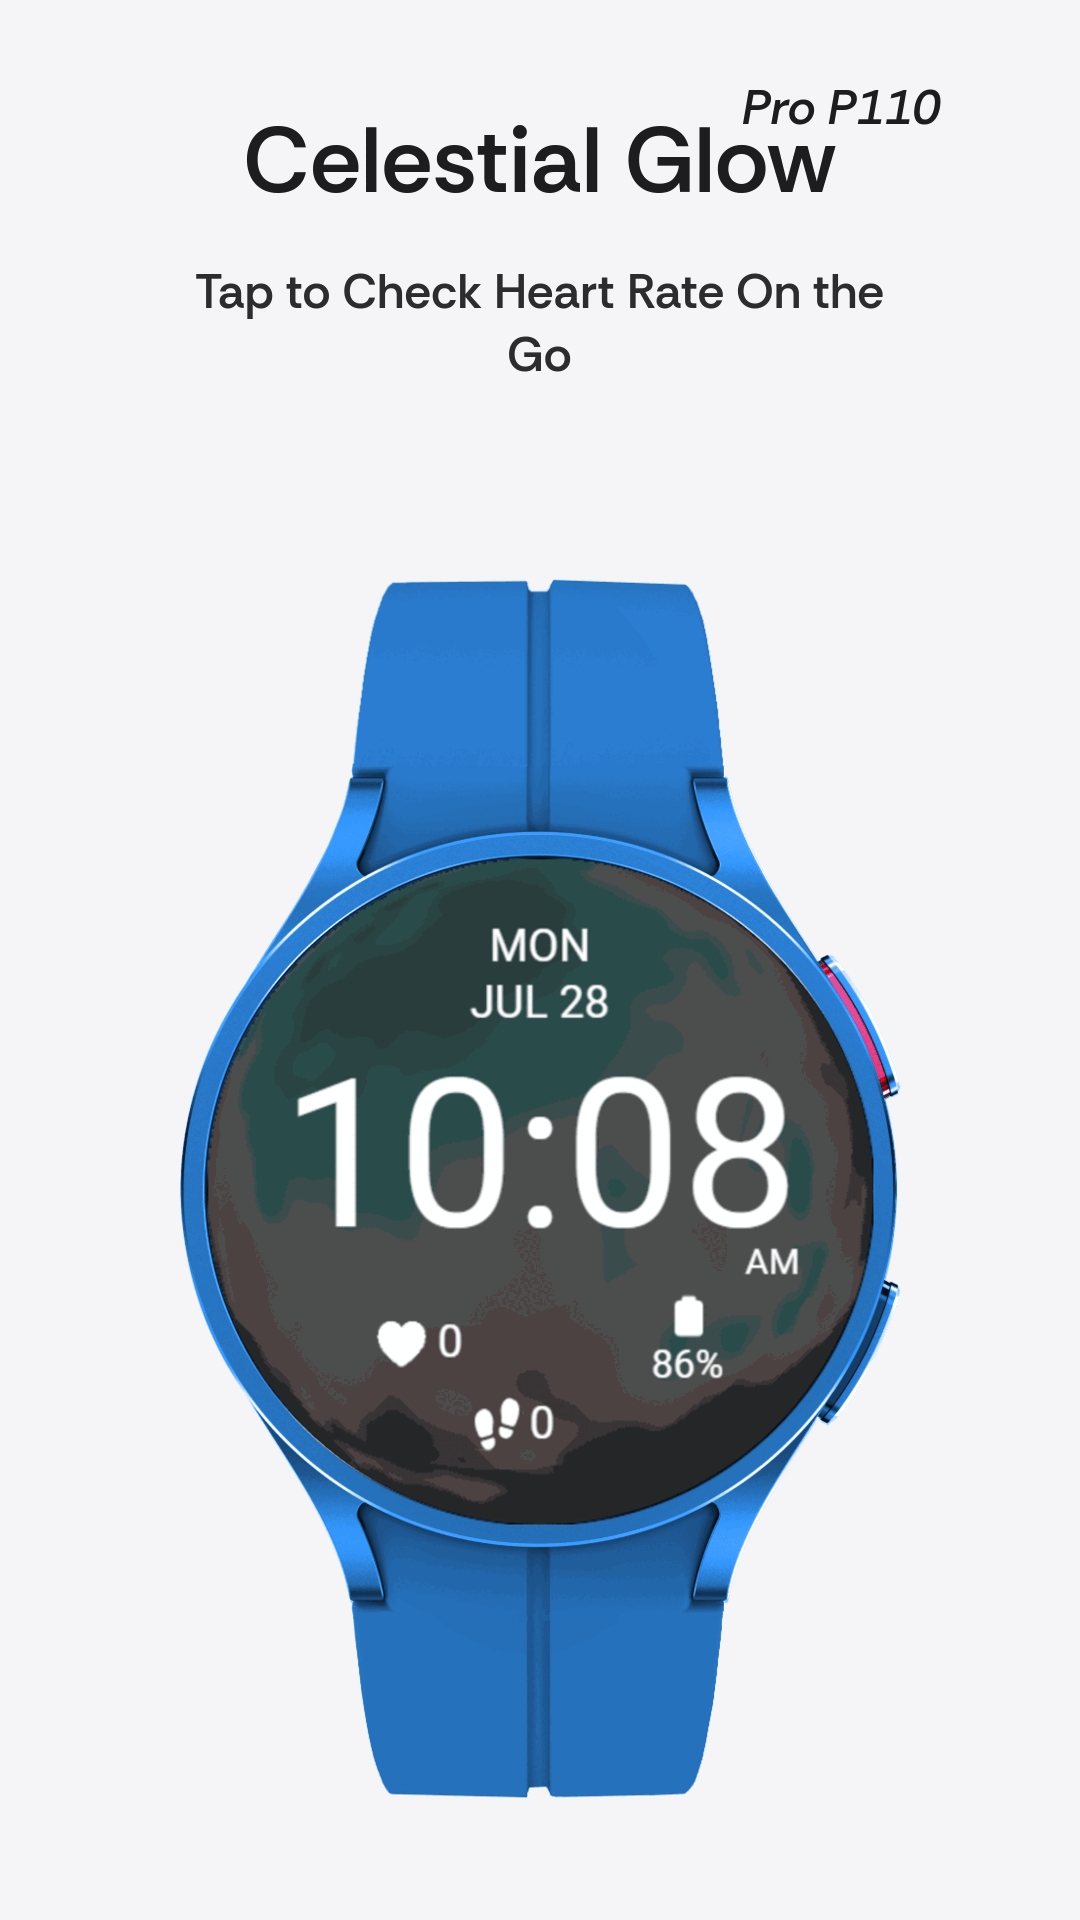 Pro P110
Celestial Glow
Tap to Check Heart Rate On the
Go
MON
JUL 28
10:08
AM
0
86%
0